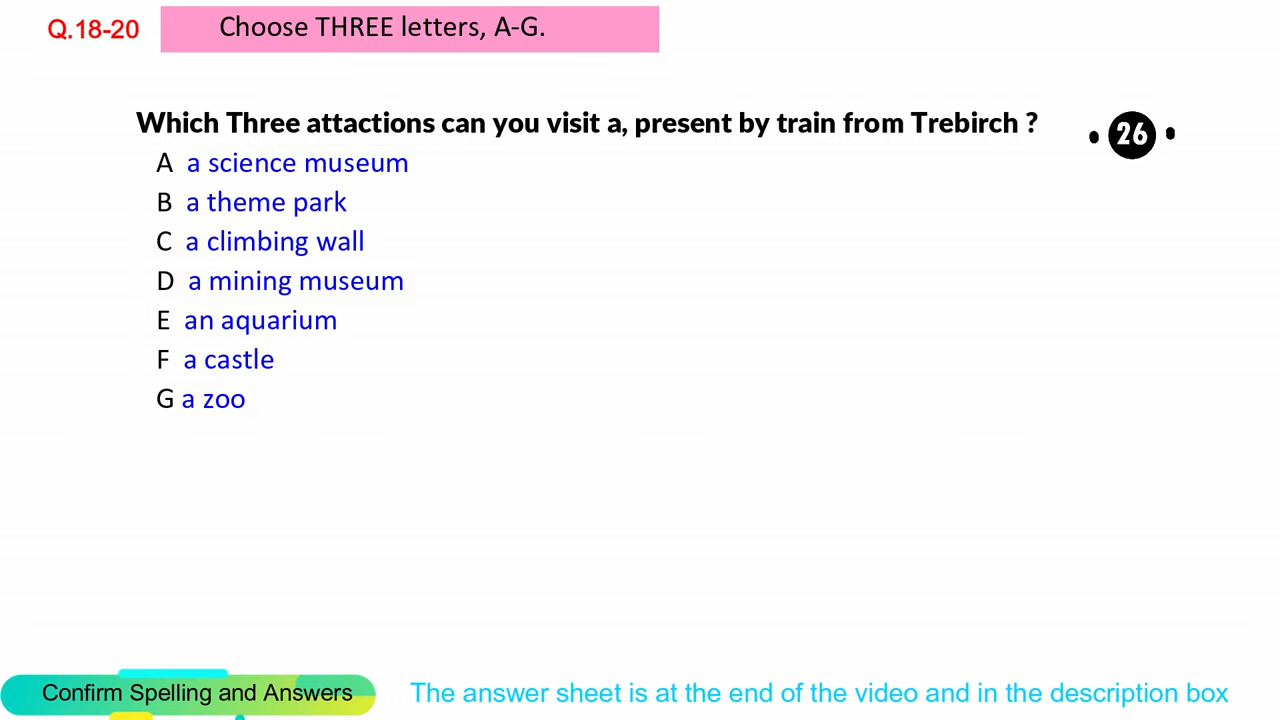 Q.18-20
Choose THREE letters, A-G.
Which Three attactions can you visit a, present by train from Trebirch ?
26
A a science museum
B a theme park
C a climbing wall
D a mining museum
E an aquarium
F a castle
G a zoo
Confirm Spelling and Answers
The answer sheet is at the end of the video and in the description box